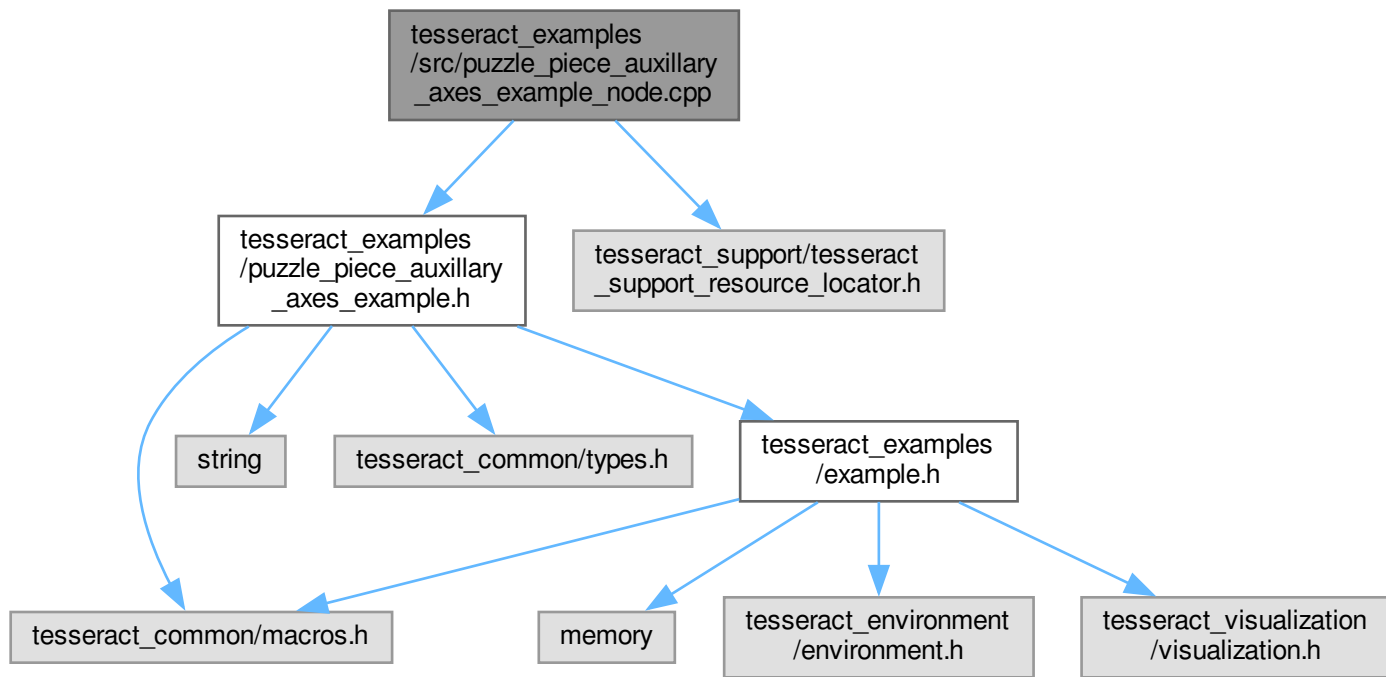 tesseract_examples
/src/puzzle_piece_auxillary
_axes_example_node.cpp
tesseract_examples
/puzzle_piece_auxillary
_axes_example.h
tesseract_support/tesseract
_support_resource_locator.h
string
tesseract_common/types.h
tesseract_examples
/example.h
tesseract_common/macros.h
memory
tesseract_environment
/environment.h
tesseract_visualization
/visualization.h